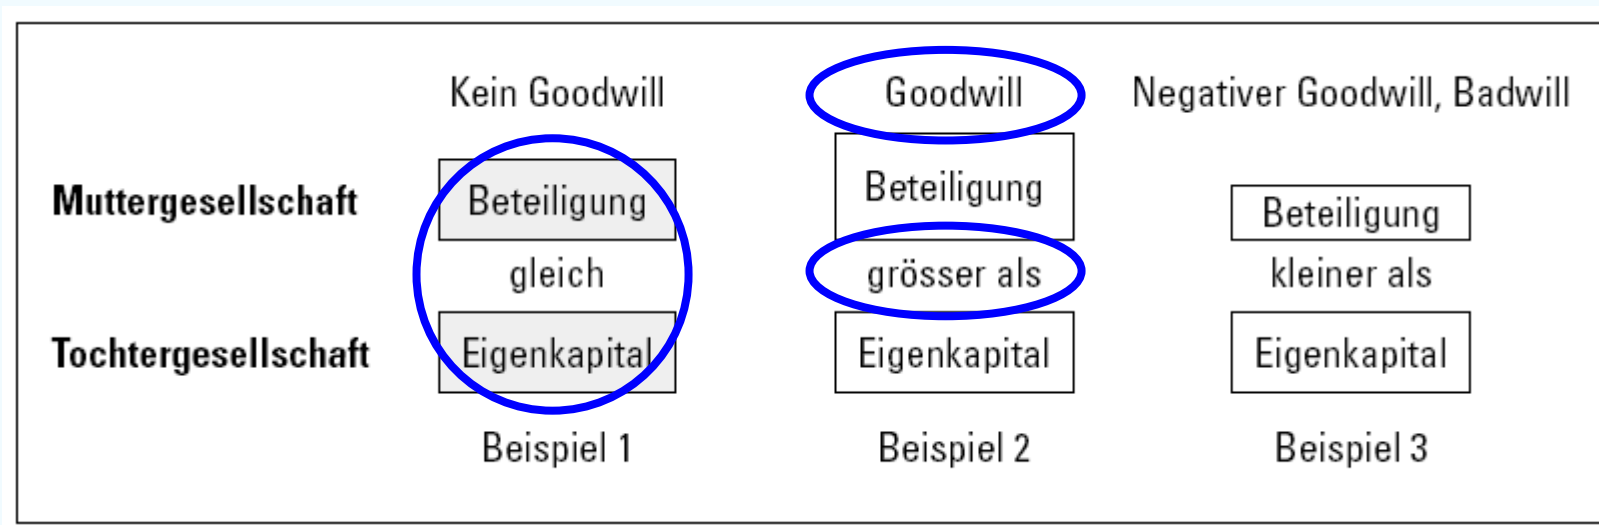 Kein Goodwill
Goodwill
Negativer Goodwill, Badwill
Muttergesellschaft
Beteiligung
Beteiligung
Beteiligung
gleich
grösser als
kleiner als
Tochtergesellschaft
Eigenkapital
Eigenkapital
Eigenkapital
Beispiel 1
Beispiel 2
Beispiel 3